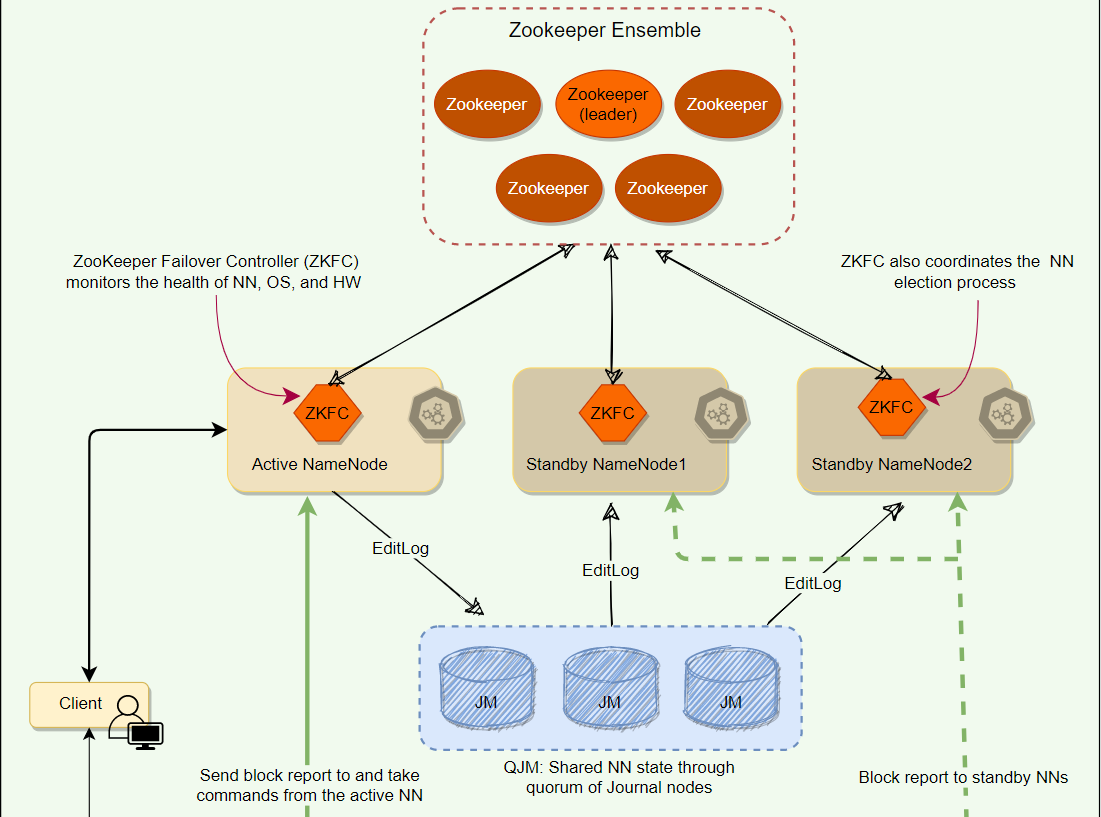 Zookeeper Ensemble
Zookeeper
Zookeeper
(leader)
Zookeeper
Zookeeper
Zookeeper
ZooKeeper Failover Controller (ZKFC)
monitors the health of NN, OS, and HW
ZKFC also coordinates the NN
election process
ZKFC
Active NameNode
ZKFC
Standby NameNode1
ZKFC
Standby NameNode2
EditLog
EditLog
EditLog
Client
JM
JM
JM
QJM: Shared NN state through
quorum of Journal nodes
Send block report to and take
commands from the active NN
Block report to standby NNs